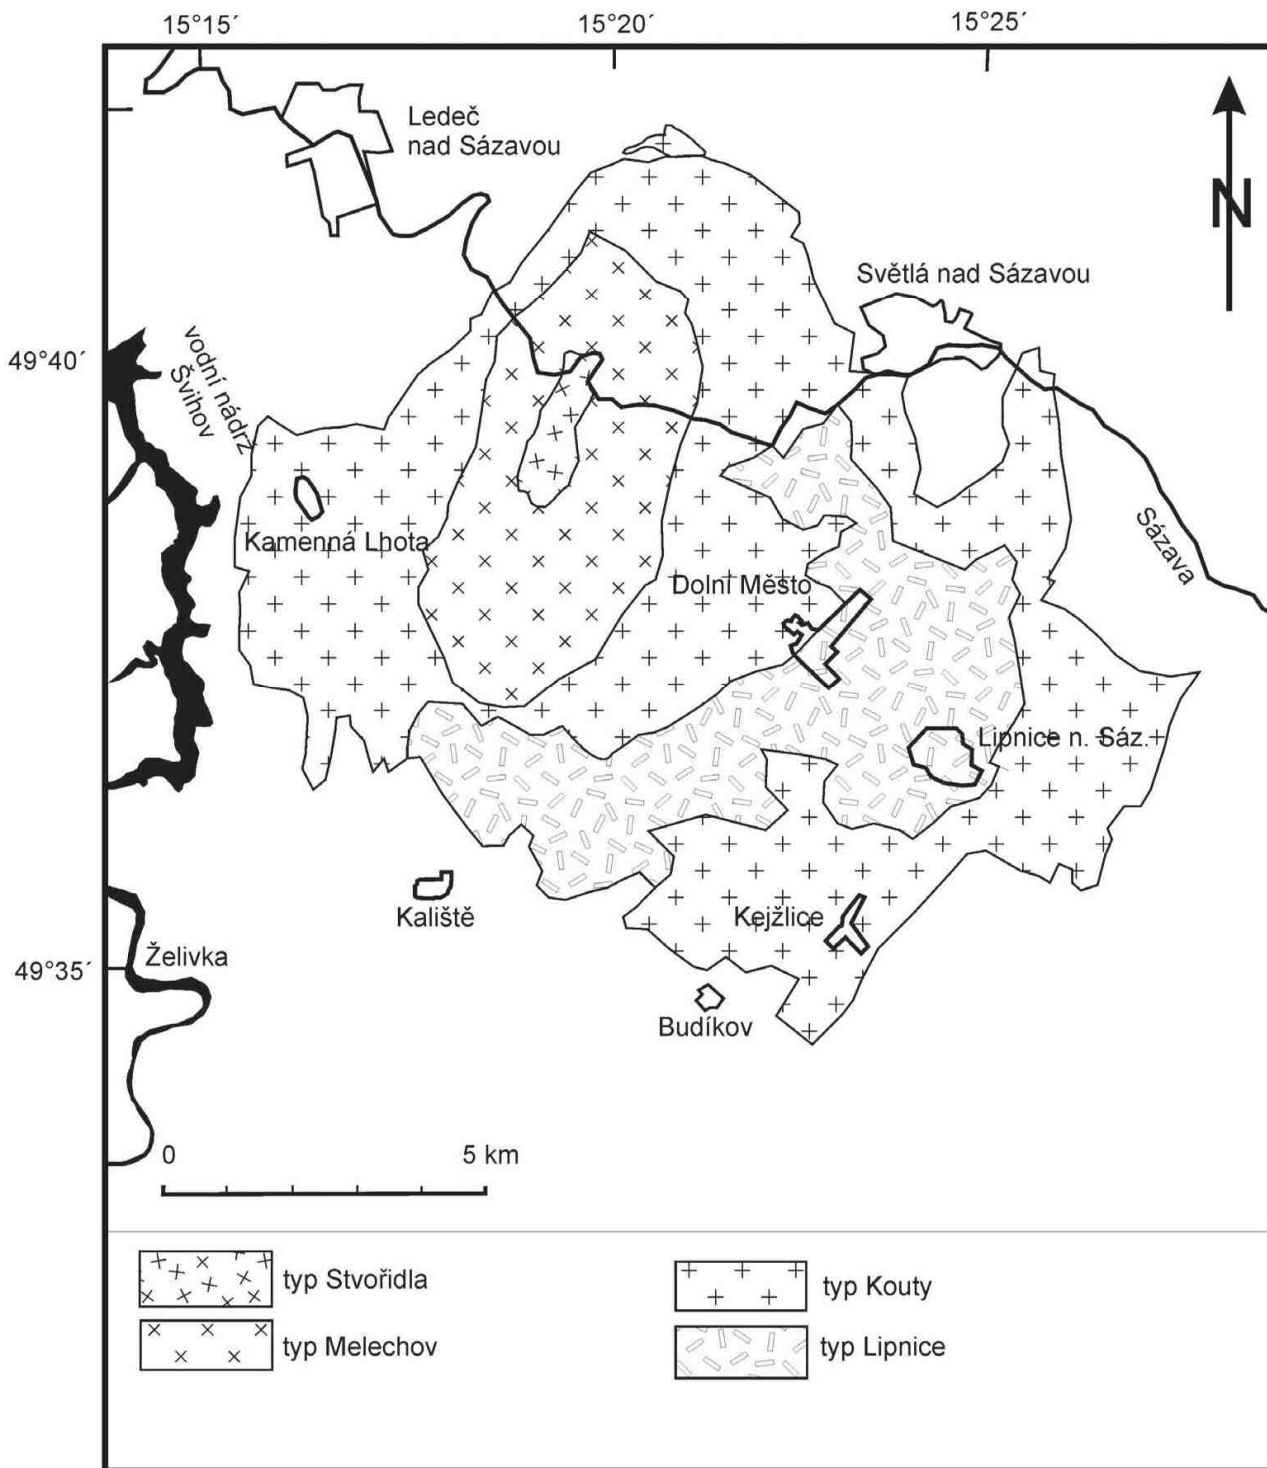 15°15´
15°20´
15°25´
Ledeč
nad Sázavou
N
Světlá nad Sázavou
49°40´
vodní nádrž
Švihov
Sázava
Kamenná Lhota
Dolní Město
Lipnice n. Sáz.
Kaliště
Kejžlice
49°35´
Želivka
Budíkov
0
5 km
typ Stvořidla
typ Kouty
typ Melechov
typ Lipnice